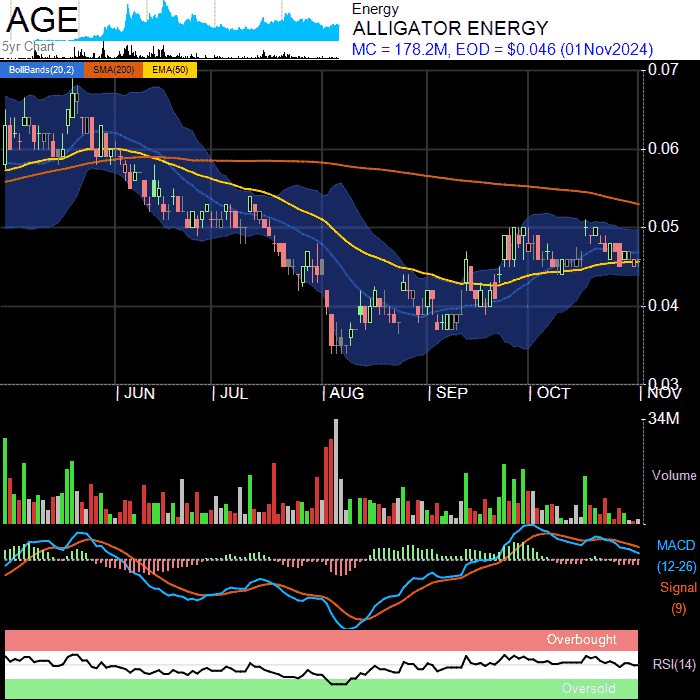 AGE
5yr Chart
Energy
ALLIGATOR ENERGY
MC = 178.2M, EOD = $0.046 (01Nov2024)
BollBands(20,2) SMA(200) EMA(50)
0.07
0.06
0.05
0.04
0.03
JUN JUL AUG SEP OCT NOV
34M
Volume
MACD
(12-26)
Signal
(9)
Overbought
RSI(14)
Oversold